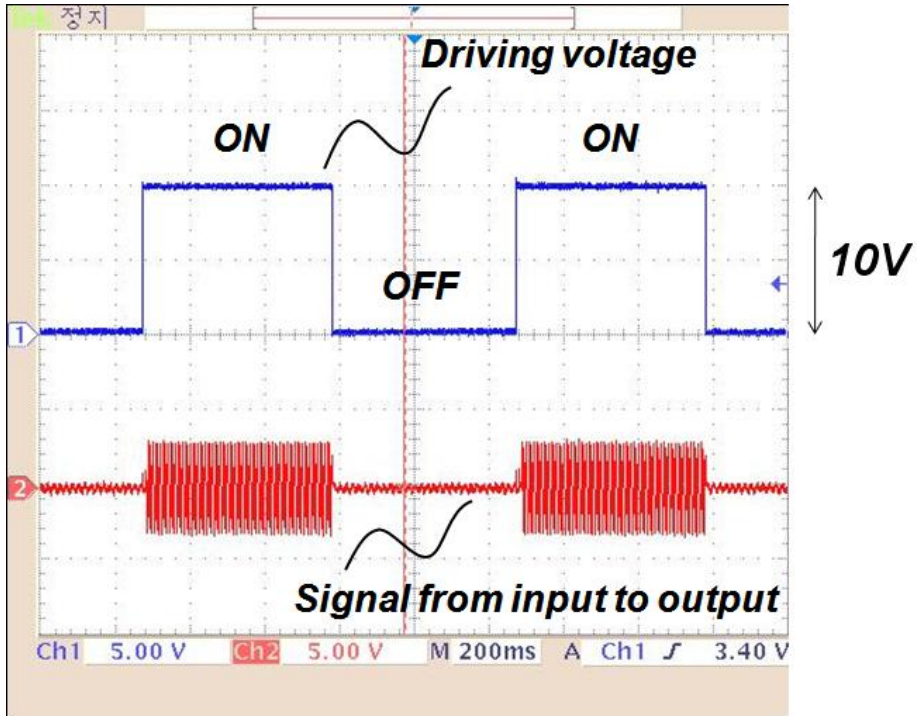 Tek 정지
Driving voltage
ON
ON
OFF
10V
1
2
Signal from input to output
Ch1 5.00 V Ch2 5.00 V M 200ms A Ch1 3.40 V